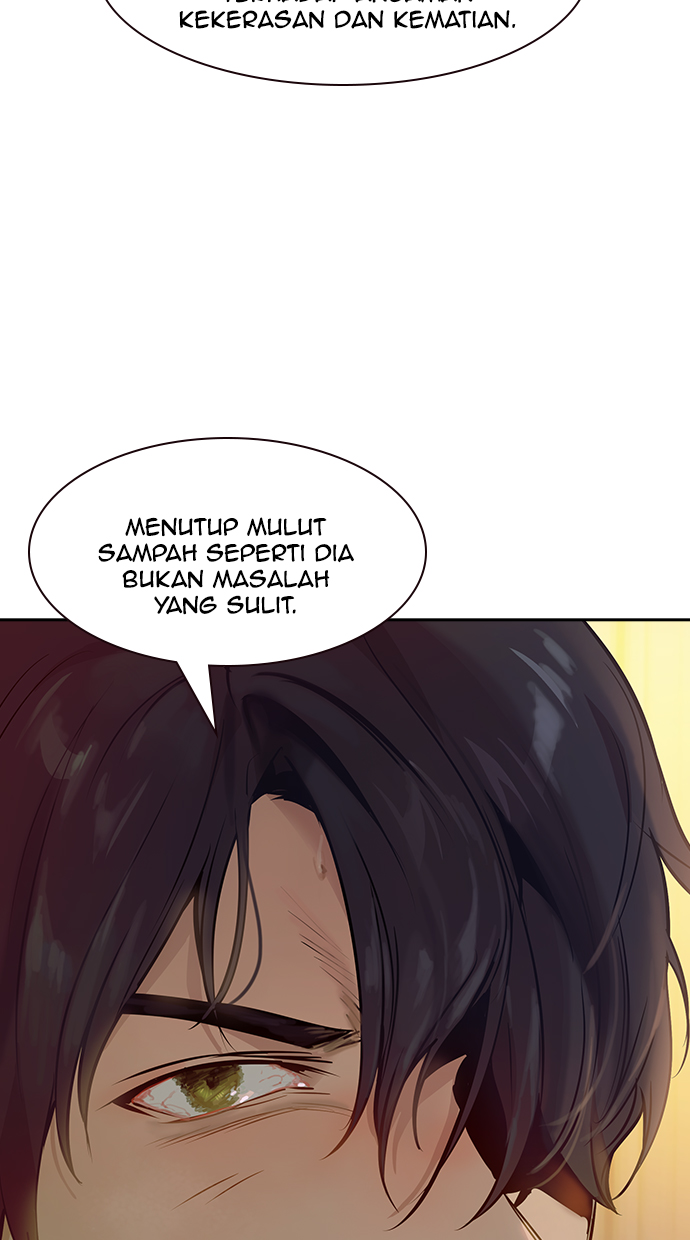 KEKERASAN DAN KEMATIAN.
MENUTUP MULUT
SAMPAH SEPERTI DIA
BUKAN MASALAH
YANG SULIT.